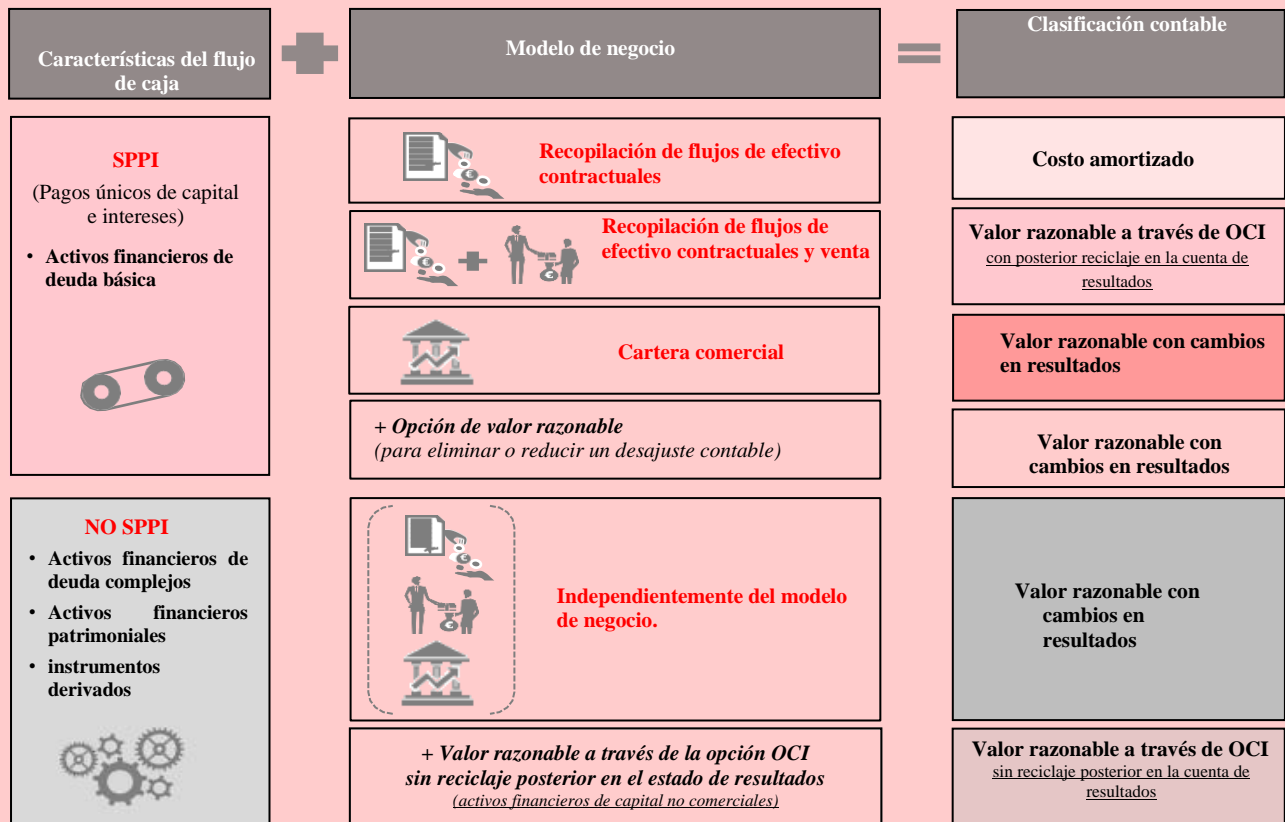 Características del flujo
de caja
Modelo de negocio
Clasificación contable
SPPI
(Pagos únicos de capital
e intereses)
• Activos financieros de
deuda básica
Recopilación de flujos de efectivo
contractuales
Costo amortizado
Recopilación de flujos de
efectivo contractuales y venta
Valor razonable a través de OCI
con posterior reciclaje en la cuenta de
resultados
Cartera comercial
Valor razonable con cambios
en resultados
+ Opción de valor razonable
(para eliminar o reducir un desajuste contable)
Valor razonable con
cambios en resultados
NO SPPI
• Activos financieros de
deuda complejos
• Activos financieros
patrimoniales
• instrumentos
derivados
Independientemente del modelo
de negocio.
Valor razonable con
cambios en
resultados
+ Valor razonable a través de la opción OCI
sin reciclaje posterior en el estado de resultados
(activos financieros de capital no comerciales)
Valor razonable a través de OCI
sin reciclaje posterior en la cuenta de
resultados